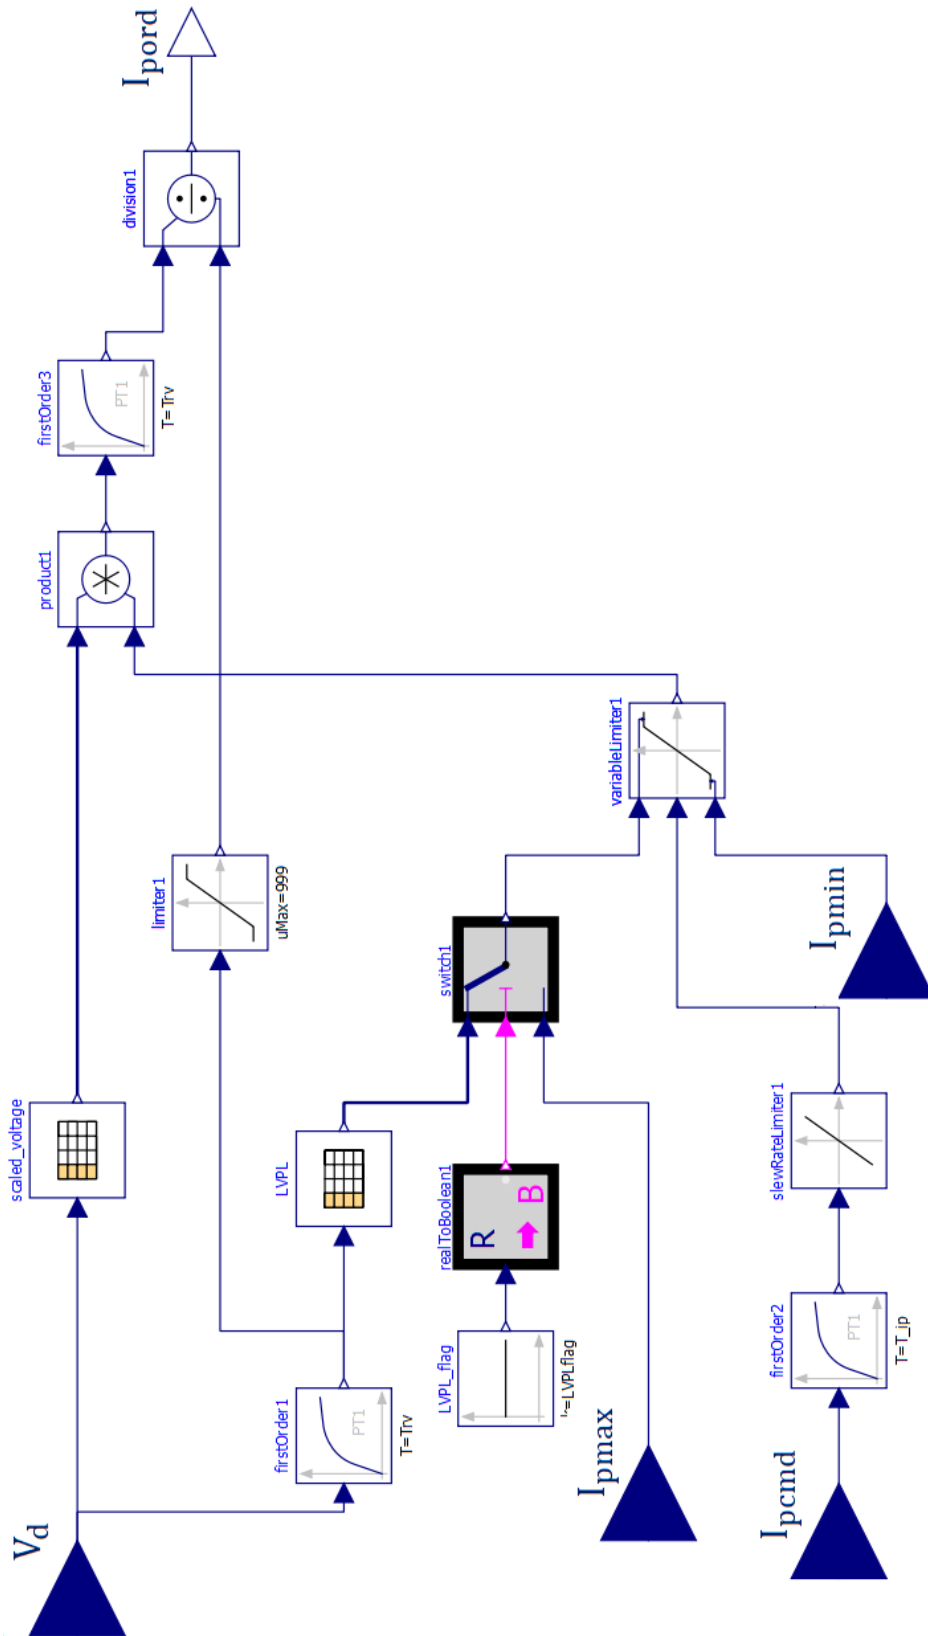 scaled_voltage
Vd
product1
firstOrder3
PT1
T=Trv
division1
Ipord
limiter1
uMax=999
firstOrder1
PT1
T=Trv
LVPL
LVPL_flag
=LVPLflag
realToBoolean1
R
B
switch1
Ipmax
variableLimiter1
Ipcmd
firstOrder2
PT1
T=T_ip
slewRateLimiter1
Ipmin